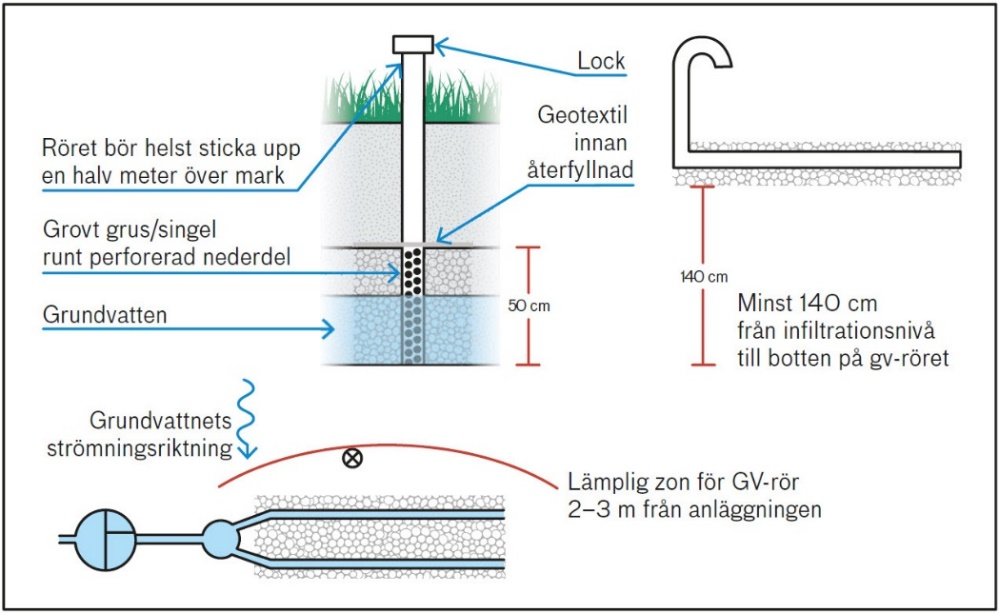 Lock
Geotextil
innan
återfyllnad
Röret bör helst sticka upp
en halv meter över mark
Grovt grus/singel
runt perforerad nederdel
Grundvatten
50 cm
140 cm
Minst 140 cm
från infiltrationsnivå
till botten på gv-röret
Grundvattnets
strömningsriktning
Lämplig zon för GV-rör
2–3 m från anläggningen